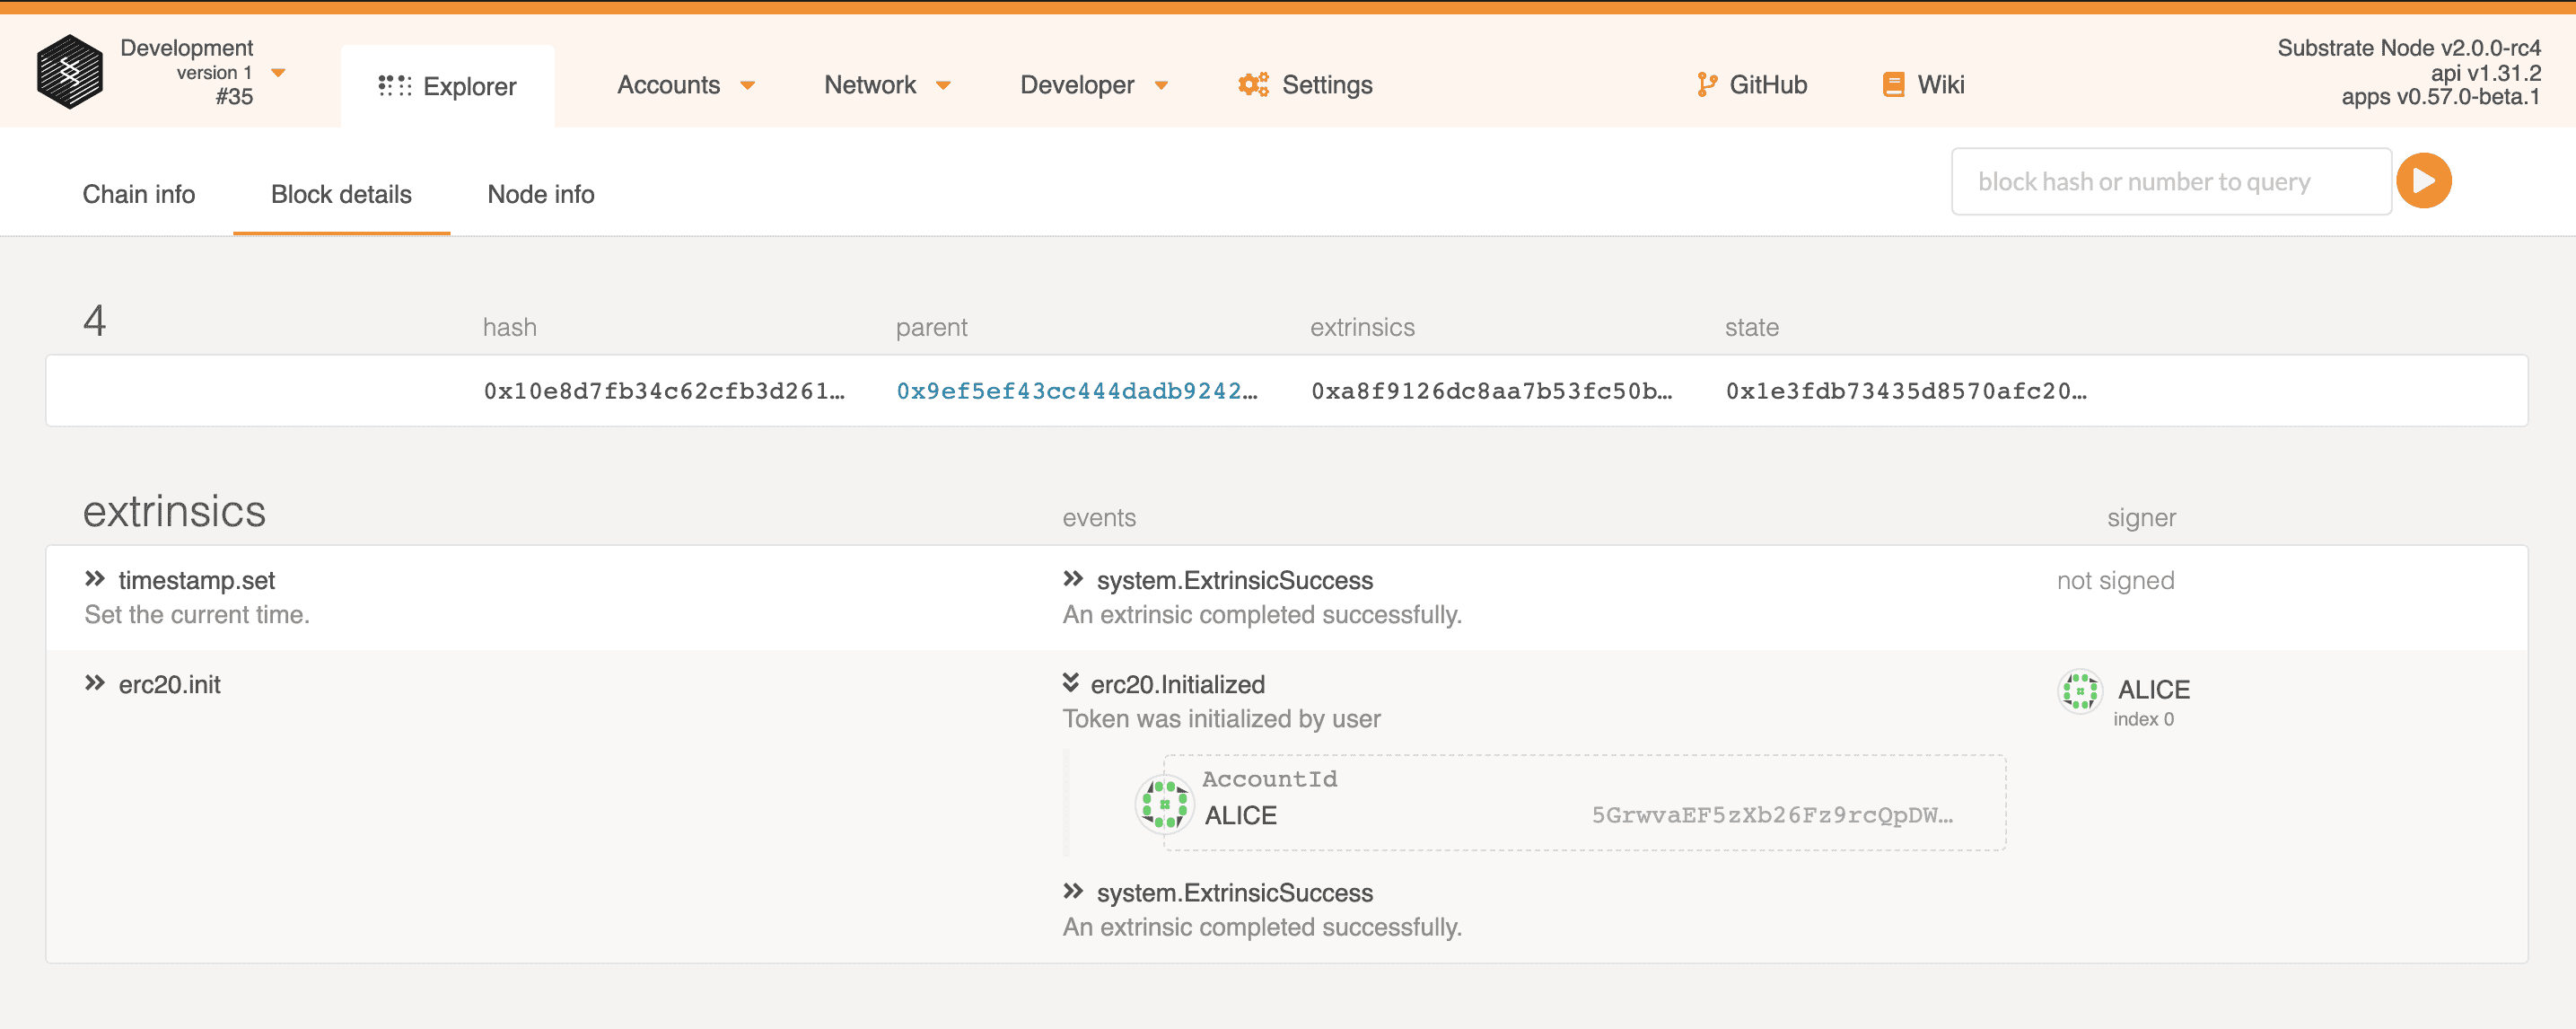 Development
version 1
#35
Explorer
Accounts
Network
Developer
Settings
GitHub
Wiki
Substrate Node v2.0.0-rc4
api v1.31.2
apps v0.57.0-beta.1
Chain info
Block details
Node info
block hash or number to query
4 hash parent extrinsics state
0x10e8d7fb34c62cfb3d261… 0x9ef5ef43cc444dadb9242… 0xa8f9126dc8aa7b53fc50b… 0x1e3fdb73435d8570afc20…
extrinsics events signer
timestamp.set system.ExtrinsicSuccess not signed
Set the current time. An extrinsic completed successfully.
erc20.init erc20.Initialized ALICE
Token was initialized by user index 0
AccountId
ALICE 5GrwvaEF5zXb26Fz9rcQpDW…
system.ExtrinsicSuccess
An extrinsic completed successfully.